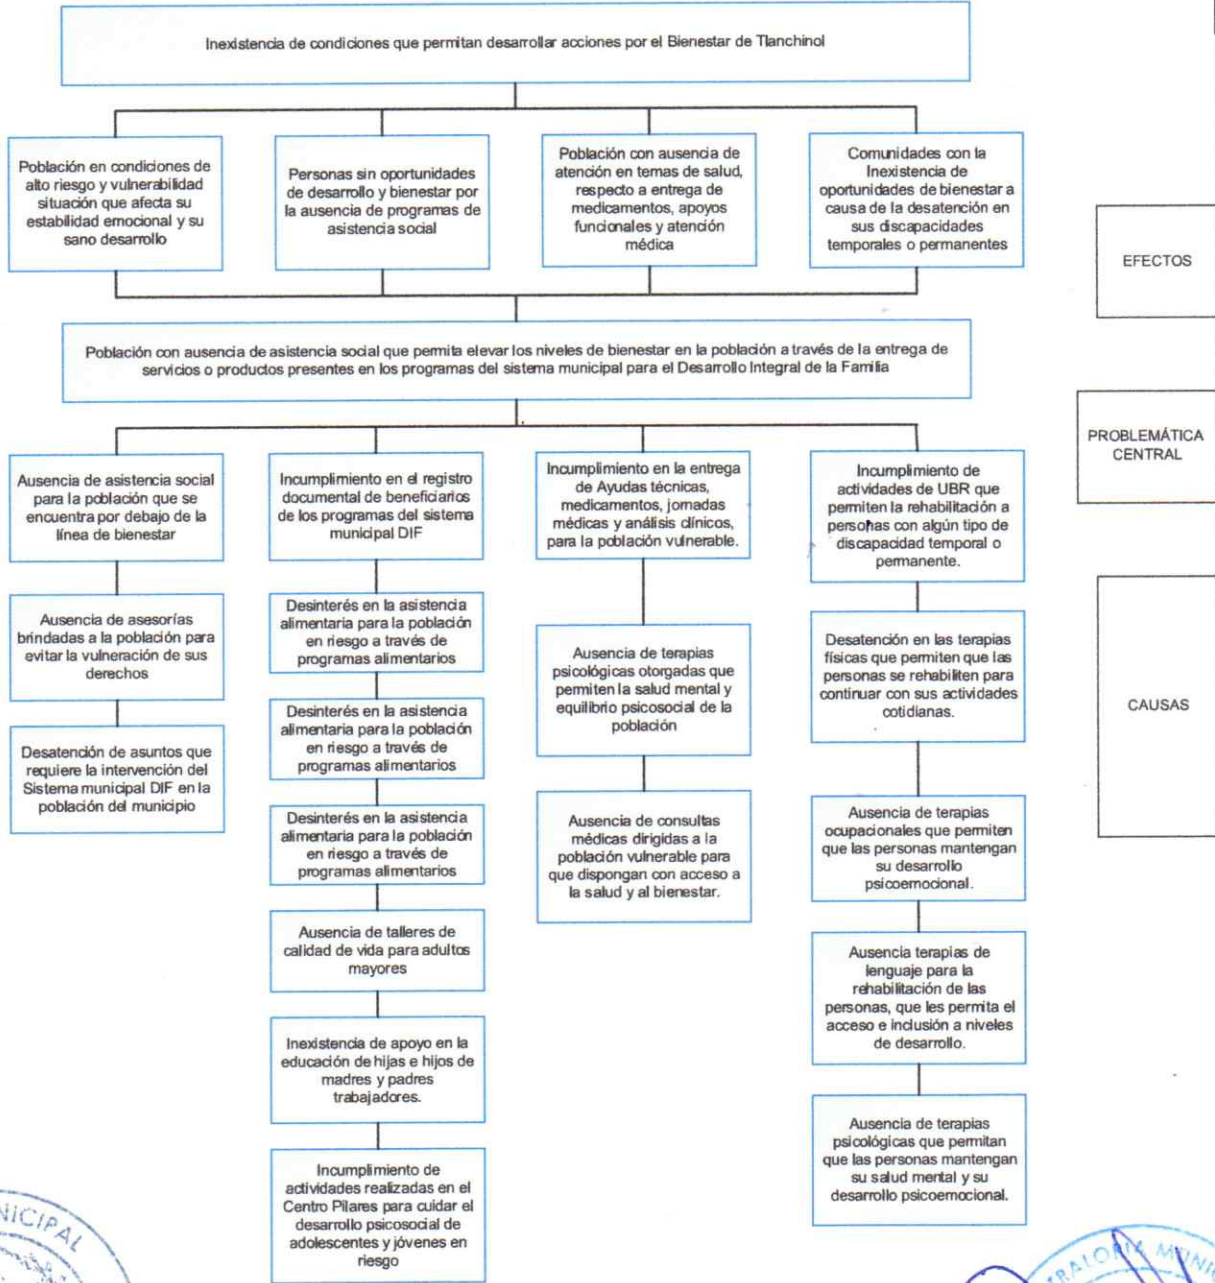 Inexistencia de condiciones que permitan desarrollar acciones por el Bienestar de Tlanchinol
Población en condiciones de
alto riesgo y vulnerabilidad
situación que afecta su
estabilidad emocional y su
sano desarrollo
Personas sin oportunidades
de desarrollo y bienestar por
la ausencia de programas de
asistencia social
Población con ausencia de
atención en temas de salud,
respecto a entrega de
medicamentos, apoyos
funcionales y atención
médica
Comunidades con la
Inexistencia de
oportunidades de bienestar a
causa de la desatención en
sus discapacidades
temporales o permanentes
EFECTOS
Población con ausencia de asistencia social que permita elevar los niveles de bienestar en la población a través de la entrega de
servicios o productos presentes en los programas del sistema municipal para el Desarrollo Integral de la Familia
PROBLEMÁTICA
CENTRAL
Ausencia de asistencia social
para la población que se
encuentra por debajo de la
línea de bienestar
Ausencia de asesorías
brindadas a la población para
evitar la vulneración de sus
derechos
Desatención de asuntos que
requiere la intervención del
Sistema municipal DIF en la
población del municipio
Incumplimiento en el registro
documental de beneficiarios
de los programas del sistema
municipal DIF
Desinterés en la asistencia
alimentaria para la población
en riesgo a través de
programas alimentarios
Desinterés en la asistencia
alimentaria para la población
en riesgo a través de
programas alimentarios
Desinterés en la asistencia
alimentaria para la población
en riesgo a través de
programas alimentarios
Ausencia de talleres de
calidad de vida para adultos
mayores
Inexistencia de apoyo en la
educación de hijas e hijos de
madres y padres
trabajadores.
Incumplimiento de
actividades realizadas en el
Centro Pilares para cuidar el
desarrollo psicosocial de
adolescentes y jóvenes en
riesgo
Incumplimiento en la entrega
de Ayudas técnicas,
medicamentos, jornadas
médicas y análisis clínicos,
para la población vulnerable.
Ausencia de terapias
psicológicas otorgadas que
permiten la salud mental y
equilibrio psicosocial de la
población
Ausencia de consultas
médicas dirigidas a la
población vulnerable para
que dispongan con acceso a
la salud y al bienestar.
Incumplimiento de
actividades de UBR que
permiten la rehabilitación a
personas con algún tipo de
discapacidad temporal o
permanente.
Desatención en las terapias
físicas que permiten que las
personas se rehabiliten para
continuar con sus actividades
cotidianas.
Ausencia de terapias
ocupacionales que permiten
que las personas mantengan
su desarrollo
psicoemocional.
Ausencia terapias de
lenguaje para la
rehabilitación de las
personas, que les permita el
acceso e inclusión a niveles
de desarrollo.
Ausencia de terapias
psicológicas que permitan
que las personas mantengan
su salud mental y su
desarrollo psicoemocional.
CAUSAS